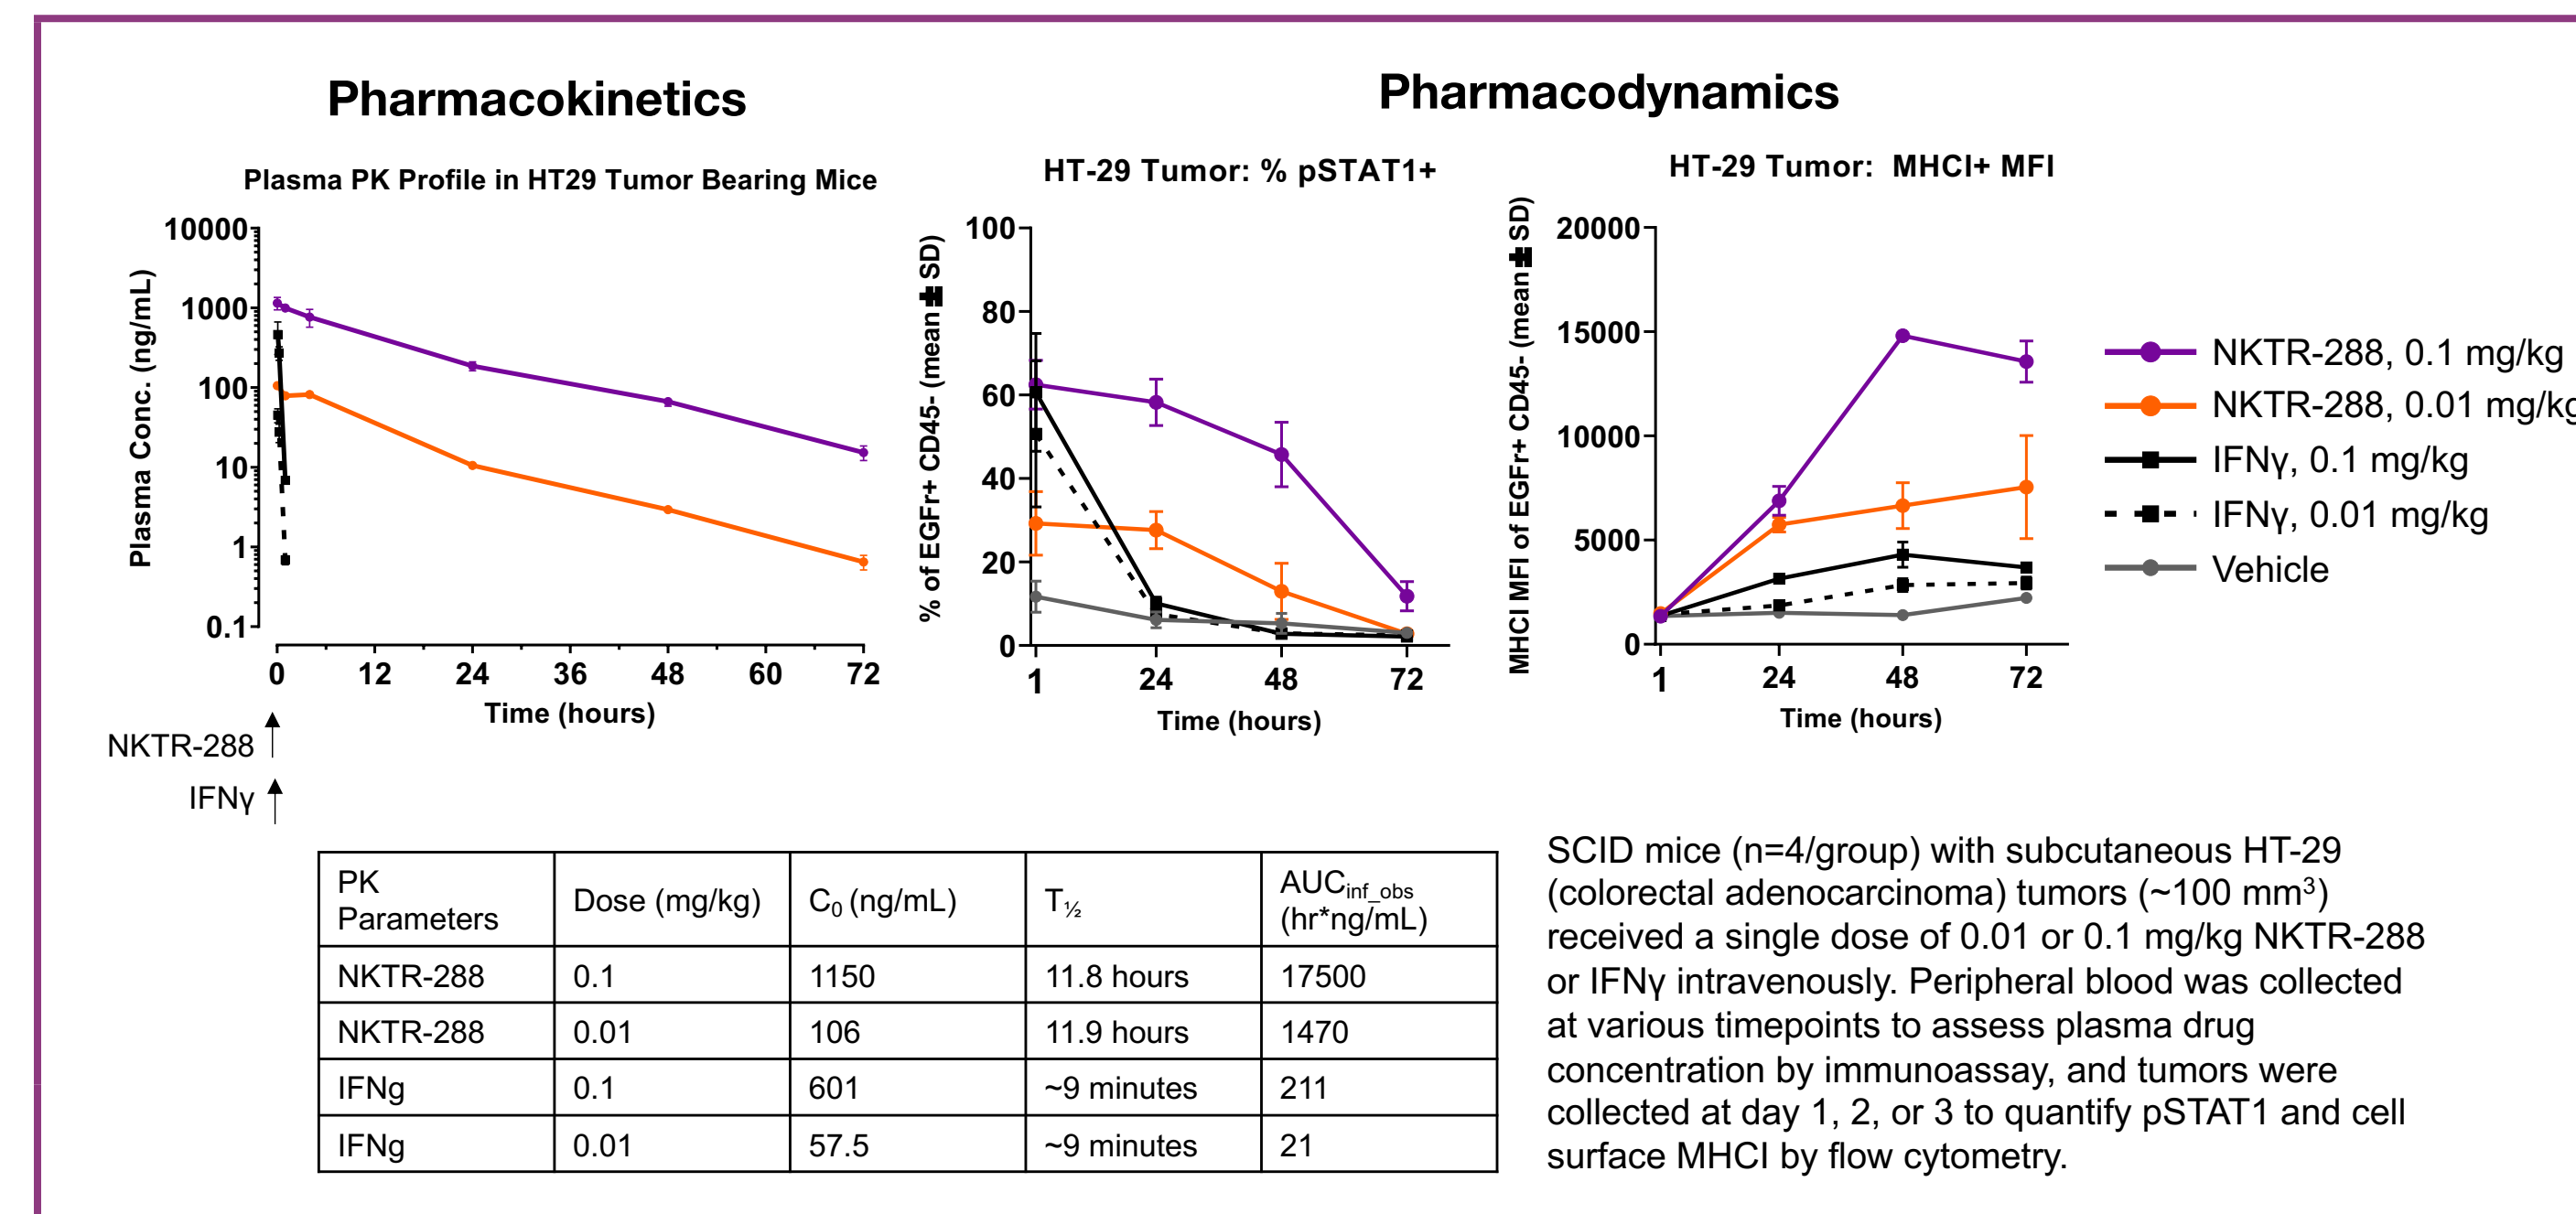 Pharmacokinetics
Plasma PK Profile in HT29 Tumor Bearing Mice
Plasma Conc. (ng/mL)
10000
1000
100
10
1
0.1
0 12 24 36 48 60 72
Time (hours)
NKTR-288
IFNγ
Pharmacodynamics
HT-29 Tumor: % pSTAT1+
% of EGFr+ CD45- (mean ± SD)
100
80
60
40
20
0
1 24 48 72
Time (hours)
HT-29 Tumor: MHCI+ MFI
MHCI MFI of EGFr+ CD45- (mean ± SD)
20000
15000
10000
5000
0
1 24 48 72
Time (hours)
NKTR-288, 0.1 mg/kg
NKTR-288, 0.01 mg/kg
IFNγ, 0.1 mg/kg
IFNγ, 0.01 mg/kg
Vehicle
PK Parameters | Dose (mg/kg) | C₀ (ng/mL) | T½ | AUCinf_obs (hr*ng/mL)
NKTR-288 | 0.1 | 1150 | 11.8 hours | 17500
NKTR-288 | 0.01 | 106 | 11.9 hours | 1470
IFNg | 0.1 | 601 | ~9 minutes | 211
IFNg | 0.01 | 57.5 | ~9 minutes | 21
SCID mice (n=4/group) with subcutaneous HT-29
(colorectal adenocarcinoma) tumors (~100 mm³)
received a single dose of 0.01 or 0.1 mg/kg NKTR-288
or IFNγ intravenously. Peripheral blood was collected
at various timepoints to assess plasma drug
concentration by immunoassay, and tumors were
collected at day 1, 2, or 3 to quantify pSTAT1 and cell
surface MHCI by flow cytometry.